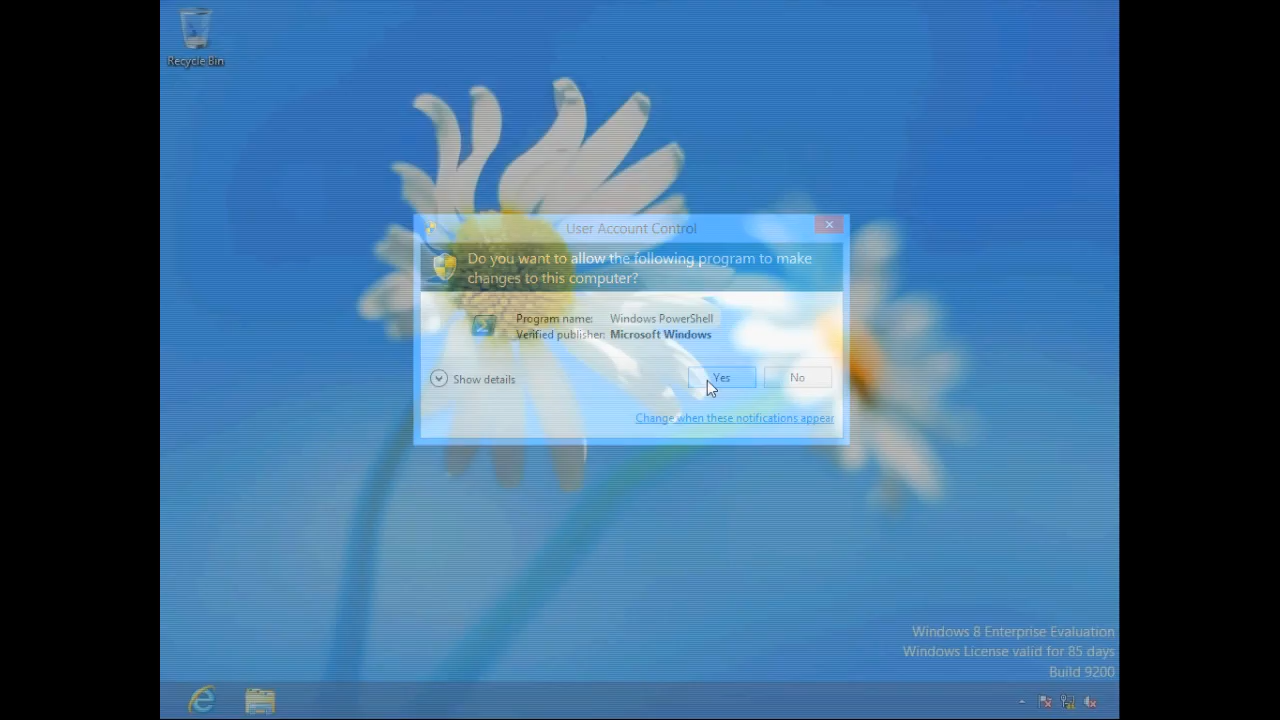 Recycle Bin
User Account Control
Do you want to allow the following program to make
changes to this computer?
Program name: Windows PowerShell
Verified publisher: Microsoft Windows
Show details
Yes
No
Change when these notifications appear
Windows 8 Enterprise Evaluation
Windows License valid for 85 days
Build 9200